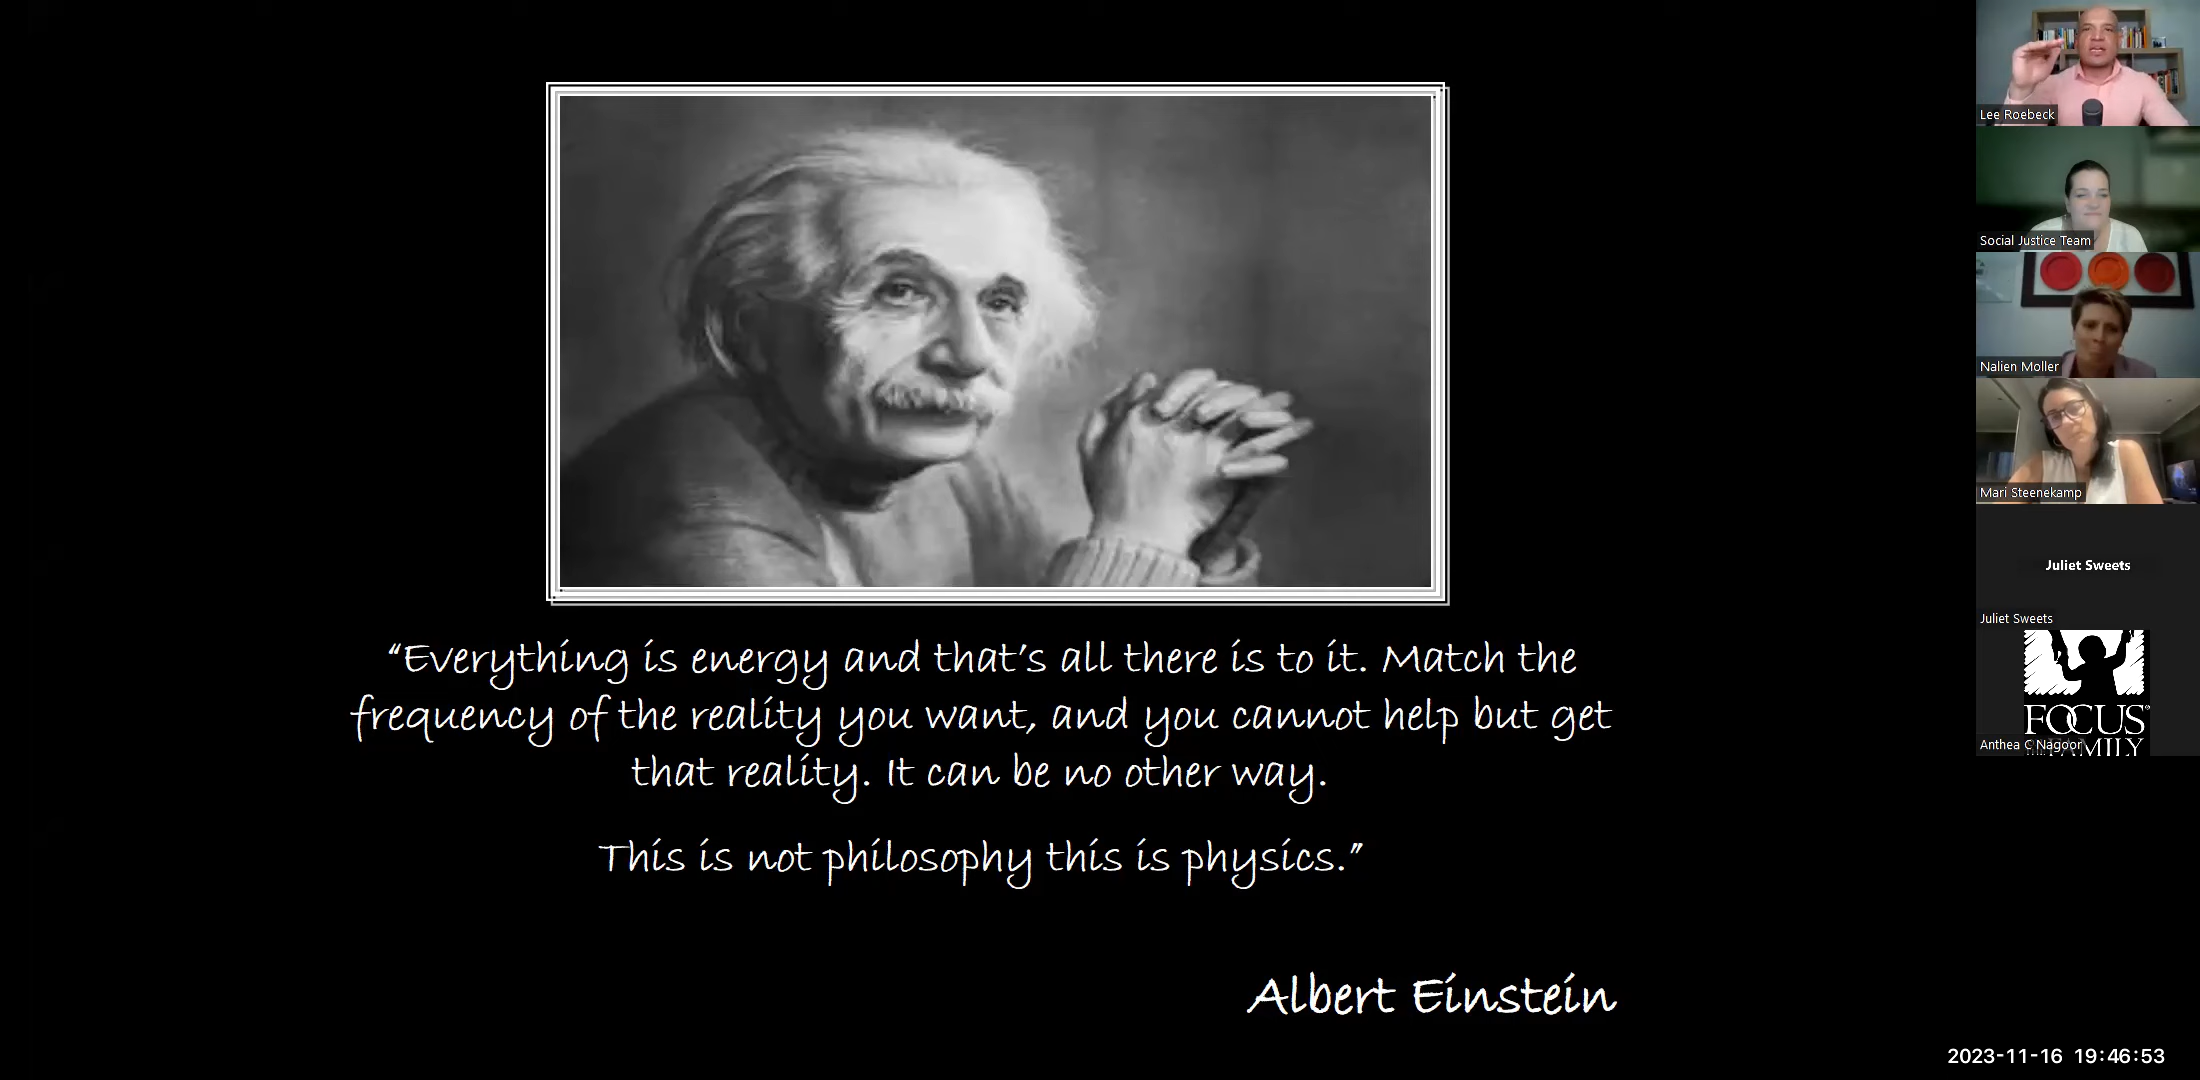 “Everything is energy and that’s all there is to it. Match the
frequency of the reality you want, and you cannot help but get
that reality. It can be no other way.
This is not philosophy this is physics.”
Albert Einstein
Lee Roebeck
Social Justice Team
Nalien Moller
Mari Steenekamp
Juliet Sweets
Juliet Sweets
FOCUS
FAMILY
Anthea C Nagoor
2023-11-16 19:46:53